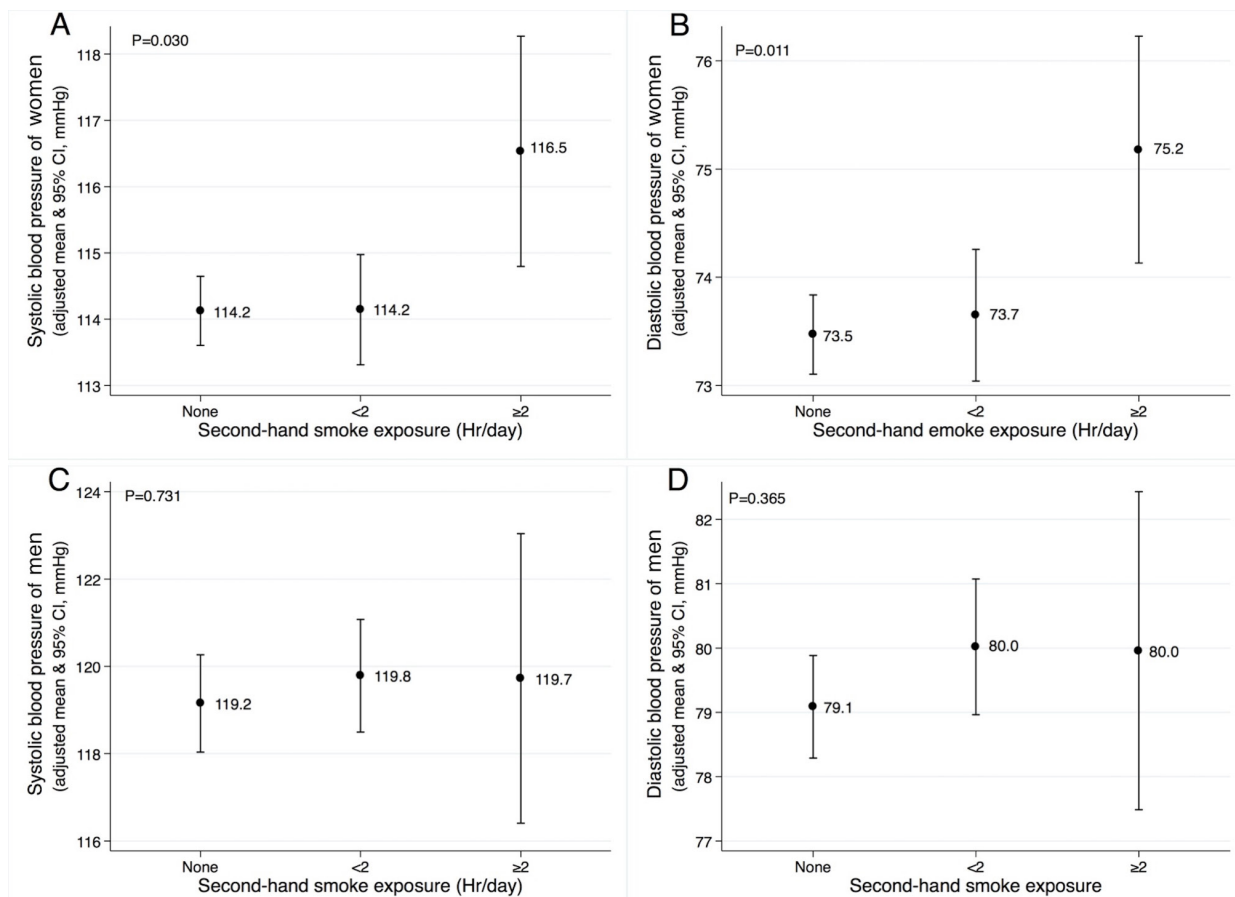 A
P=0.030
Systolic blood pressure of women
(adjusted mean & 95% CI, mmHg)
118
117
116
115
114
113
114.2
114.2
116.5
None
<2
≥2
Second-hand smoke exposure (Hr/day)
B
P=0.011
Diastolic blood pressure of women
(adjusted mean & 95% CI, mmHg)
76
75
74
73
73.5
73.7
75.2
None
<2
≥2
Second-hand emoke exposure (Hr/day)
C
P=0.731
Systolic blood pressure of men
(adjusted mean & 95% CI, mmHg)
124
122
120
118
116
119.2
119.8
119.7
None
<2
≥2
Second-hand smoke exposure (Hr/day)
D
P=0.365
Diastolic blood pressure of men
(adjusted mean & 95% CI, mmHg)
82
81
80
79
78
77
79.1
80.0
80.0
None
<2
≥2
Second-hand smoke exposure